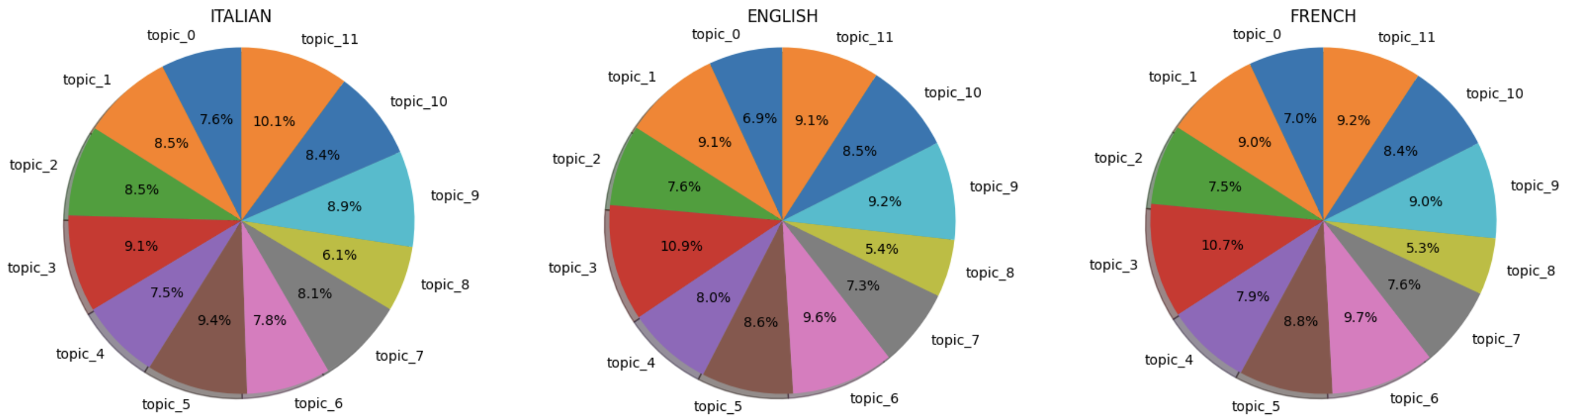 ITALIAN
topic_0
topic_11
topic_1
topic_10
7.6%
10.1%
8.5%
8.4%
topic_2
8.5%
8.9%
topic_9
9.1%
6.1%
topic_3
7.5%
8.1%
topic_8
9.4%
7.8%
topic_4
topic_7
topic_5
topic_6
ENGLISH
topic_0
topic_11
topic_1
topic_10
6.9%
9.1%
9.1%
8.5%
topic_2
7.6%
9.2%
topic_9
10.9%
5.4%
topic_3
8.0%
7.3%
topic_8
8.6%
9.6%
topic_4
topic_7
topic_5
topic_6
FRENCH
topic_0
topic_11
topic_1
topic_10
7.0%
9.2%
9.0%
8.4%
topic_2
7.5%
9.0%
topic_9
10.7%
5.3%
topic_3
7.9%
7.6%
topic_8
8.8%
9.7%
topic_4
topic_7
topic_5
topic_6